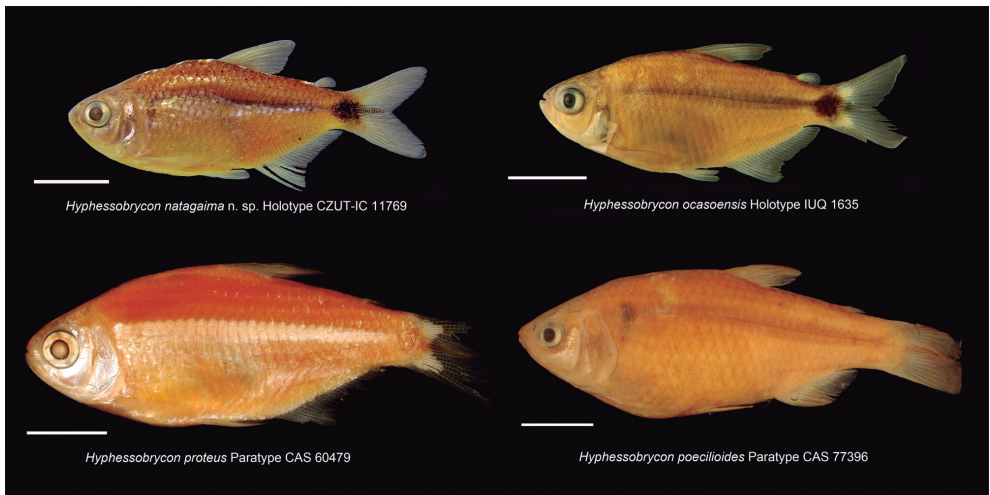 Hyphessobrycon natagaima n. sp. Holotype CZUT-IC 11769
Hyphessobrycon ocasoensis Holotype IUQ 1635
Hyphessobrycon proteus Paratype CAS 60479
Hyphessobrycon poecilioides Paratype CAS 77396